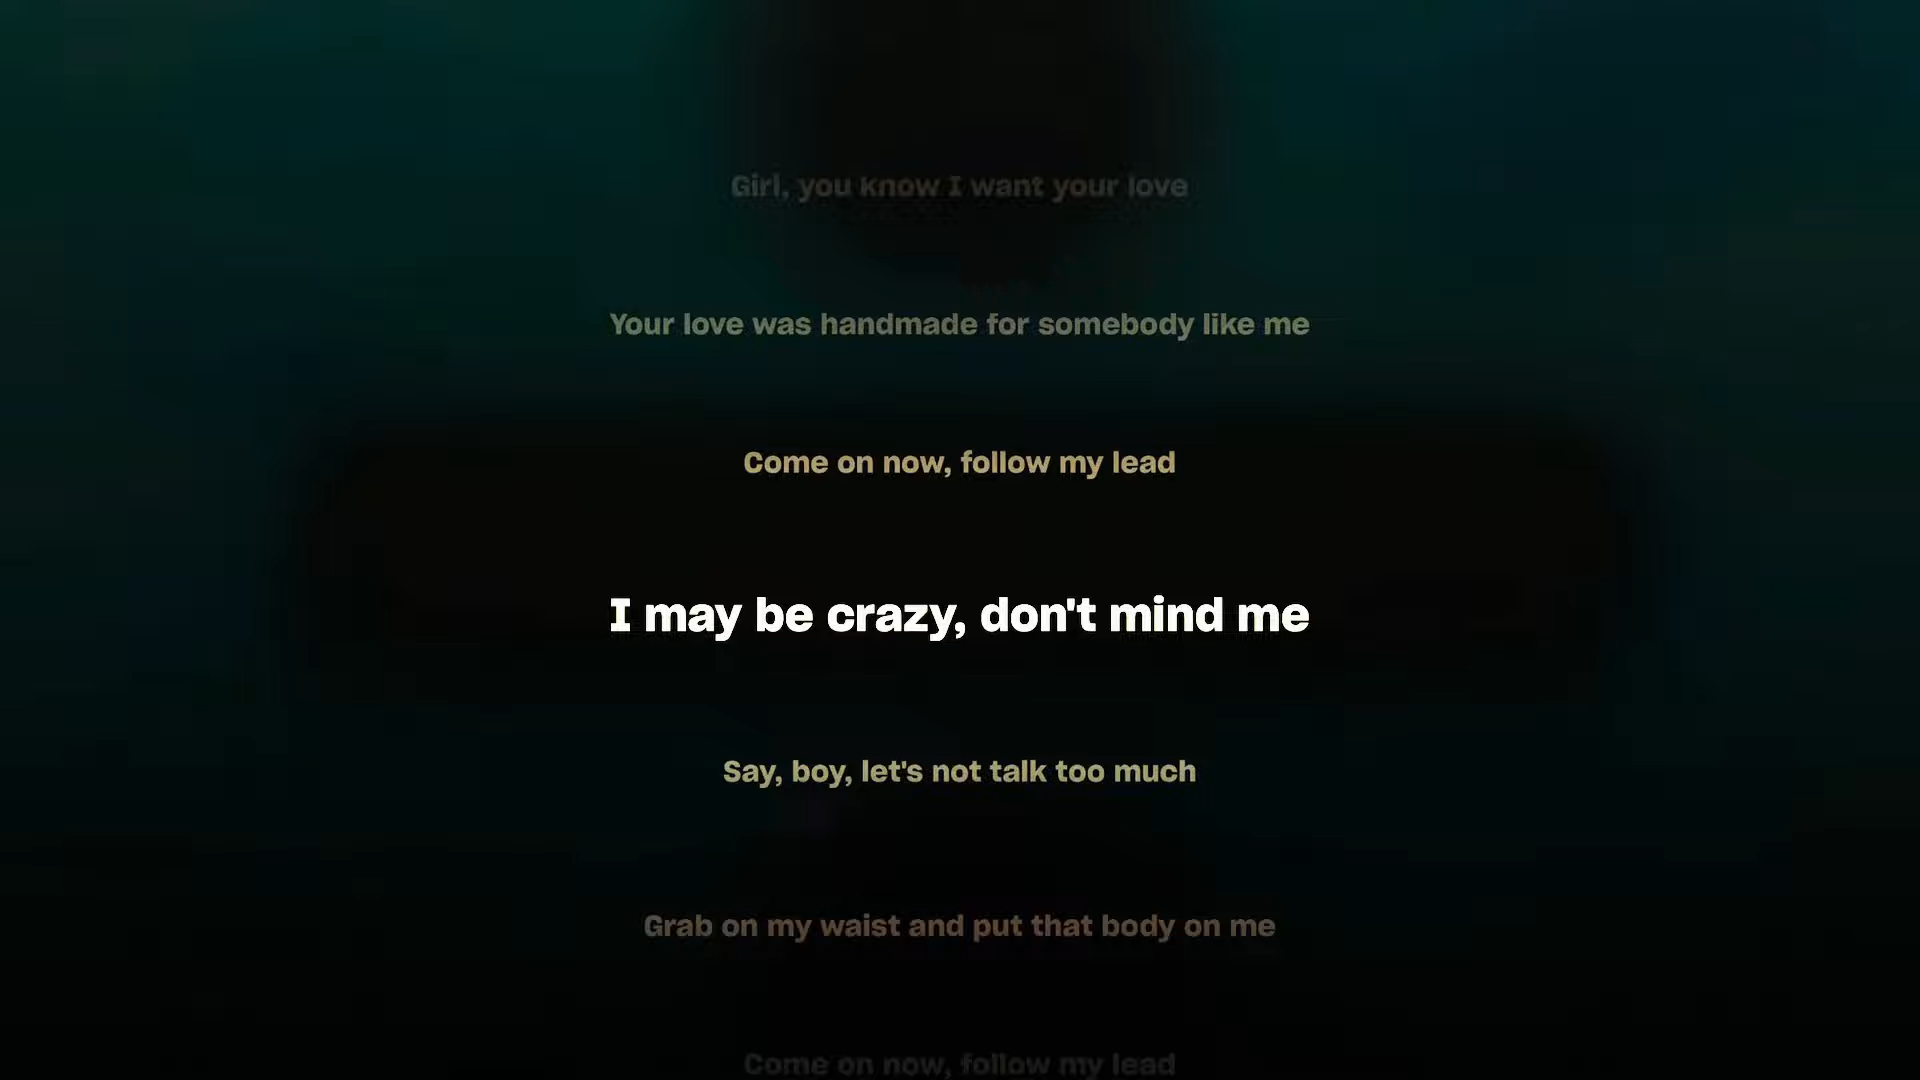 Girl, you know I want your love
Your love was handmade for somebody like me
Come on now, follow my lead
I may be crazy, don't mind me
Say, boy, let's not talk too much
Grab on my waist and put that body on me
Come on now, follow my lead